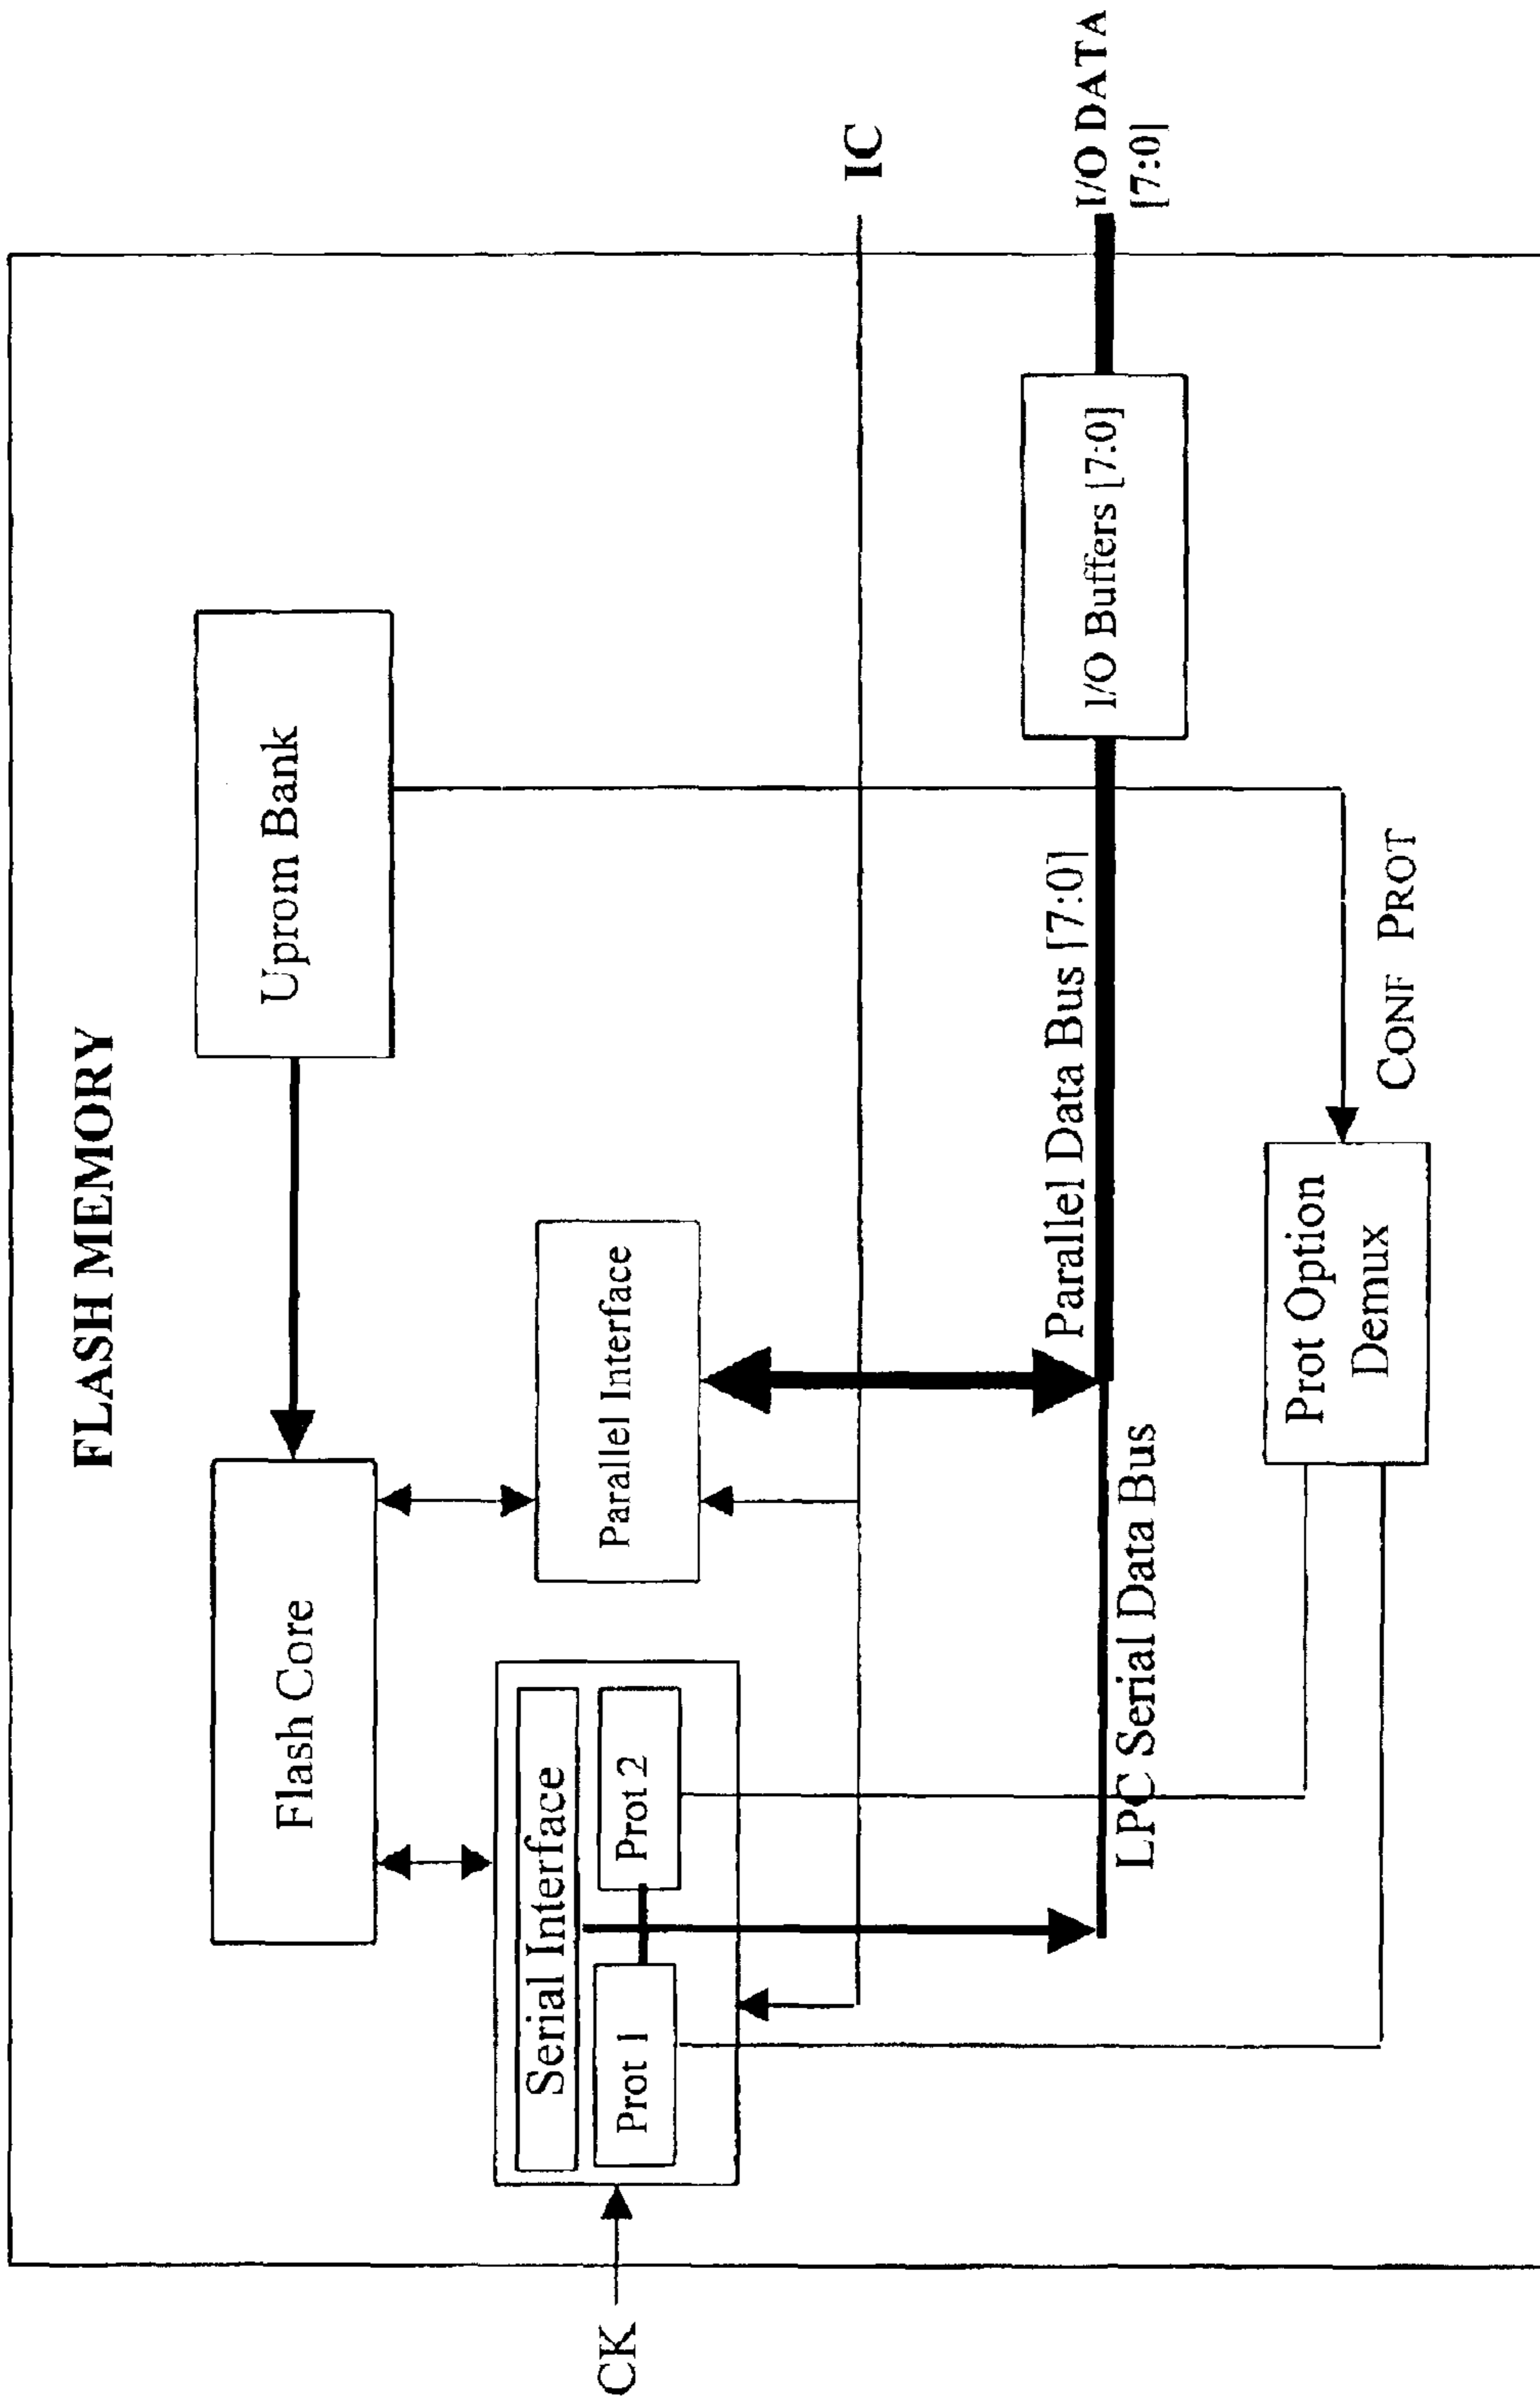 FLASH MEMORY
Flash Core
Uprom Bank
Serial Interface
Prot 1
Prot 2
Parallel Interface
CK
IC
Parallel Data Bus [7:0]
I/O Buffers [7:0]
I/O DATA
[7:0]
LPC Serial Data Bus
Prot Option
Demux
CONF PROT